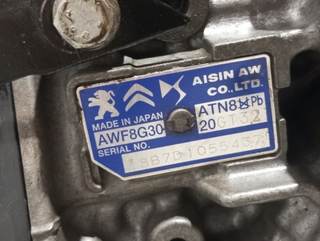 AISIN AW
CO., LTD.
MADE IN JAPAN
AWF8G30 ATN8 Pb
20GT32
SERIAL NO.